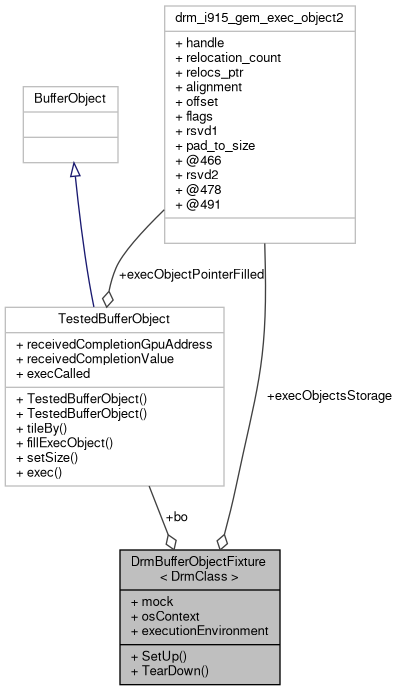 drm_i915_gem_exec_object2
+ handle
+ relocation_count
+ relocs_ptr
+ alignment
+ offset
+ flags
+ rsvd1
+ pad_to_size
+ @466
+ rsvd2
+ @478
+ @491
BufferObject
+execObjectPointerFilled
TestedBufferObject
+ receivedCompletionGpuAddress
+ receivedCompletionValue
+ execCalled
+ TestedBufferObject()
+ TestedBufferObject()
+ tileBy()
+ fillExecObject()
+ setSize()
+ exec()
+execObjectsStorage
+bo
DrmBufferObjectFixture
< DrmClass >
+ mock
+ osContext
+ executionEnvironment
+ SetUp()
+ TearDown()